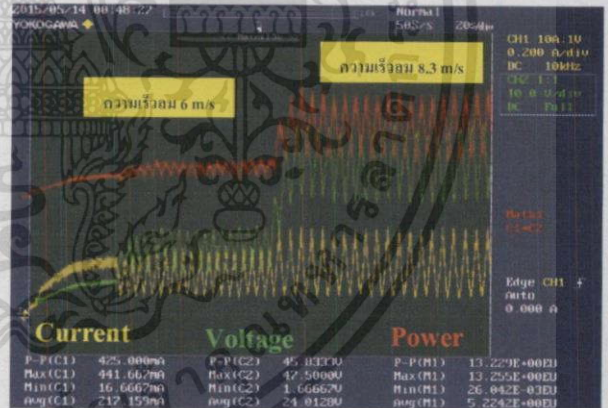 2015/05/14 00:48:22
YOKOGAWA
Normal
50S/s 20s/div
CH1 10A:1V
0.200 A/div
DC 10kHz
CH2 1:1
10.0 V/div
DC Full
ความเร็วลม 8.3 m/s
ความเร็วลม 6 m/s
Math1
C1*C2
Edge CH1
Auto
0.000 A
Current Voltage Power
P-P(C1) 425.000mA P-P(C2) 45.8333V P-P(M1) 13.229E+00EU
Max(C1) 441.667mA Max(C2) 47.5000V Max(M1) 13.255E+00EU
Min(C1) 16.6667mA Min(C2) 1.66667V Min(M1) 26.042E-03EU
Avg(C1) 217.159mA Avg(C2) 24.0128V Avg(M1) 5.2242E+00EU